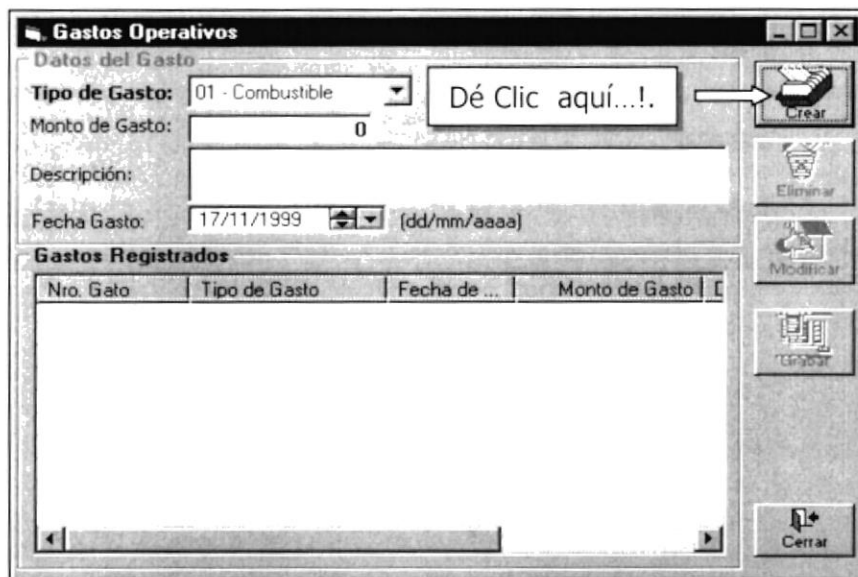 Gastos Operativos
Datos del Gasto
Tipo de Gasto: 01 - Combustible
Dé Clic aquí...!.
Crear
Monto de Gasto: 0
Descripción:
Eliminar
Fecha Gasto: 17/11/1999 (dd/mm/aaaa)
Modificar
Gastos Registrados
Nro. Gato Tipo de Gasto Fecha de ... Monto de Gasto D
Grabar
Cerrar